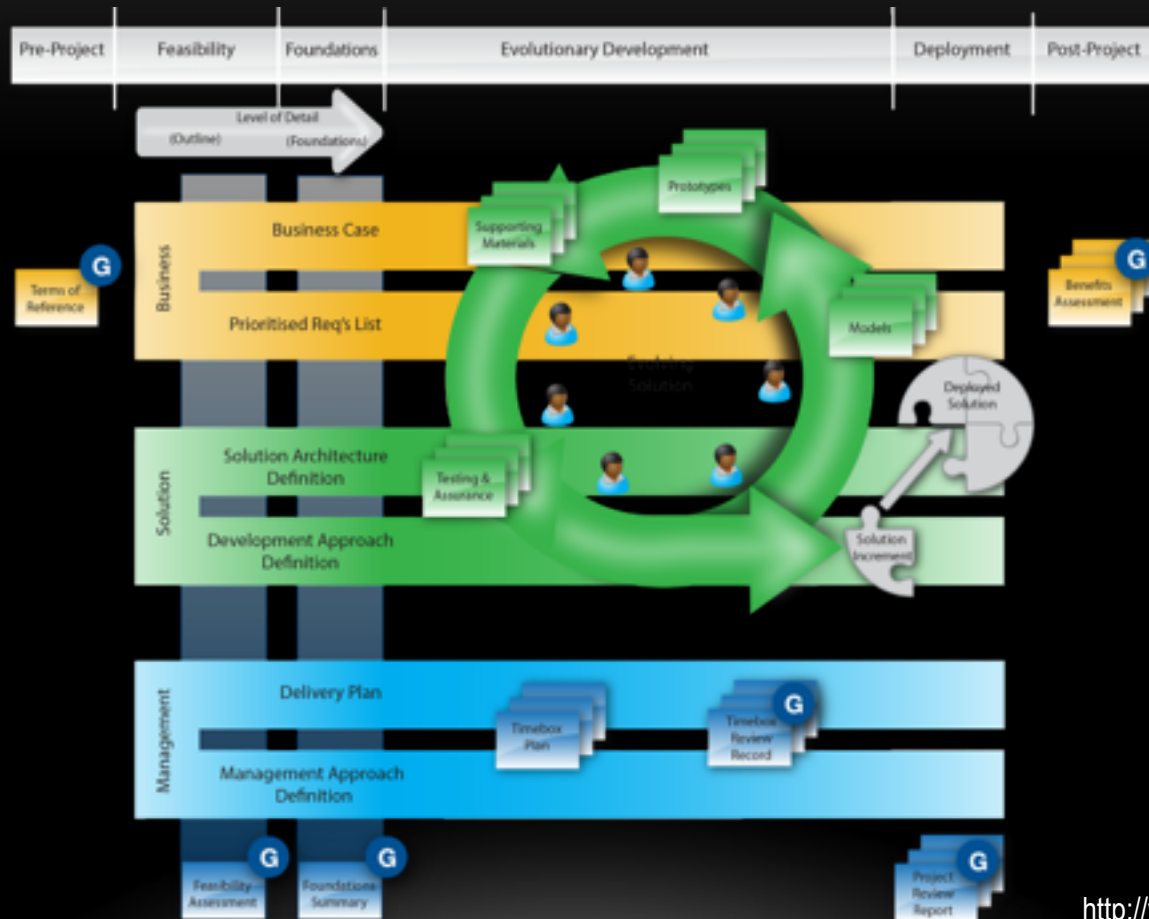 Pre-Project
Feasibility
Foundations
Evolutionary Development
Deployment
Post-Project
Level of Detail
(Outline)
(Foundations)
Prototypes
Supporting
Materials
Business Case
Business
G
Terms of
Reference
G
Benefits
Assessment
Prioritised Req's List
Models
Evolving
Solution
Deployed
Solution
Solution
Solution Architecture
Definition
Testing &
Assurance
Development Approach
Definition
Solution
Increment
Management
Delivery Plan
Timebox
Plan
G
Timebox
Review
Record
Management Approach
Definition
G
Feasibility
Assessment
G
Foundations
Summary
G
Project
Review
Report
http://